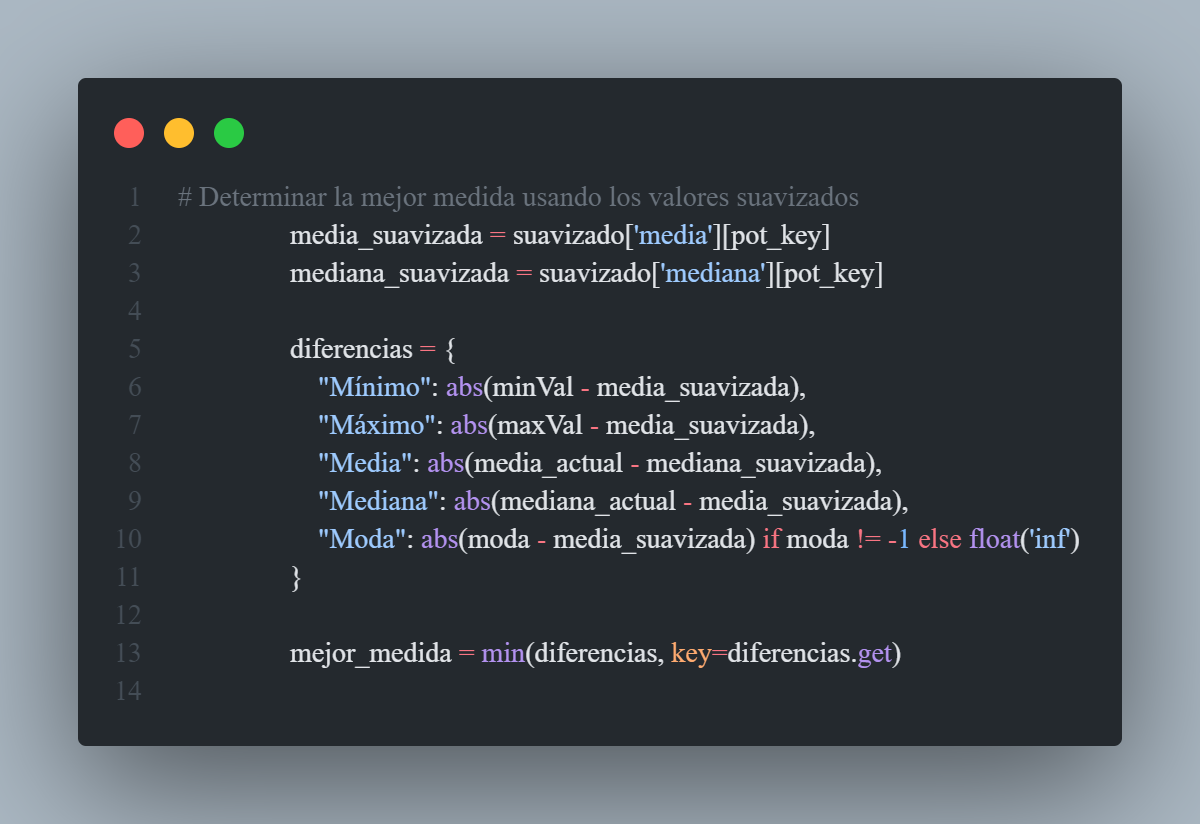 1 # Determinar la mejor medida usando los valores suavizados
2 media_suavizada = suavizado['media'][pot_key]
3 mediana_suavizada = suavizado['mediana'][pot_key]
4
5 diferencias = {
6 "Mínimo": abs(minVal - media_suavizada),
7 "Máximo": abs(maxVal - media_suavizada),
8 "Media": abs(media_actual - mediana_suavizada),
9 "Mediana": abs(mediana_actual - media_suavizada),
10 "Moda": abs(moda - media_suavizada) if moda != -1 else float('inf')
11 }
12
13 mejor_medida = min(diferencias, key=diferencias.get)
14